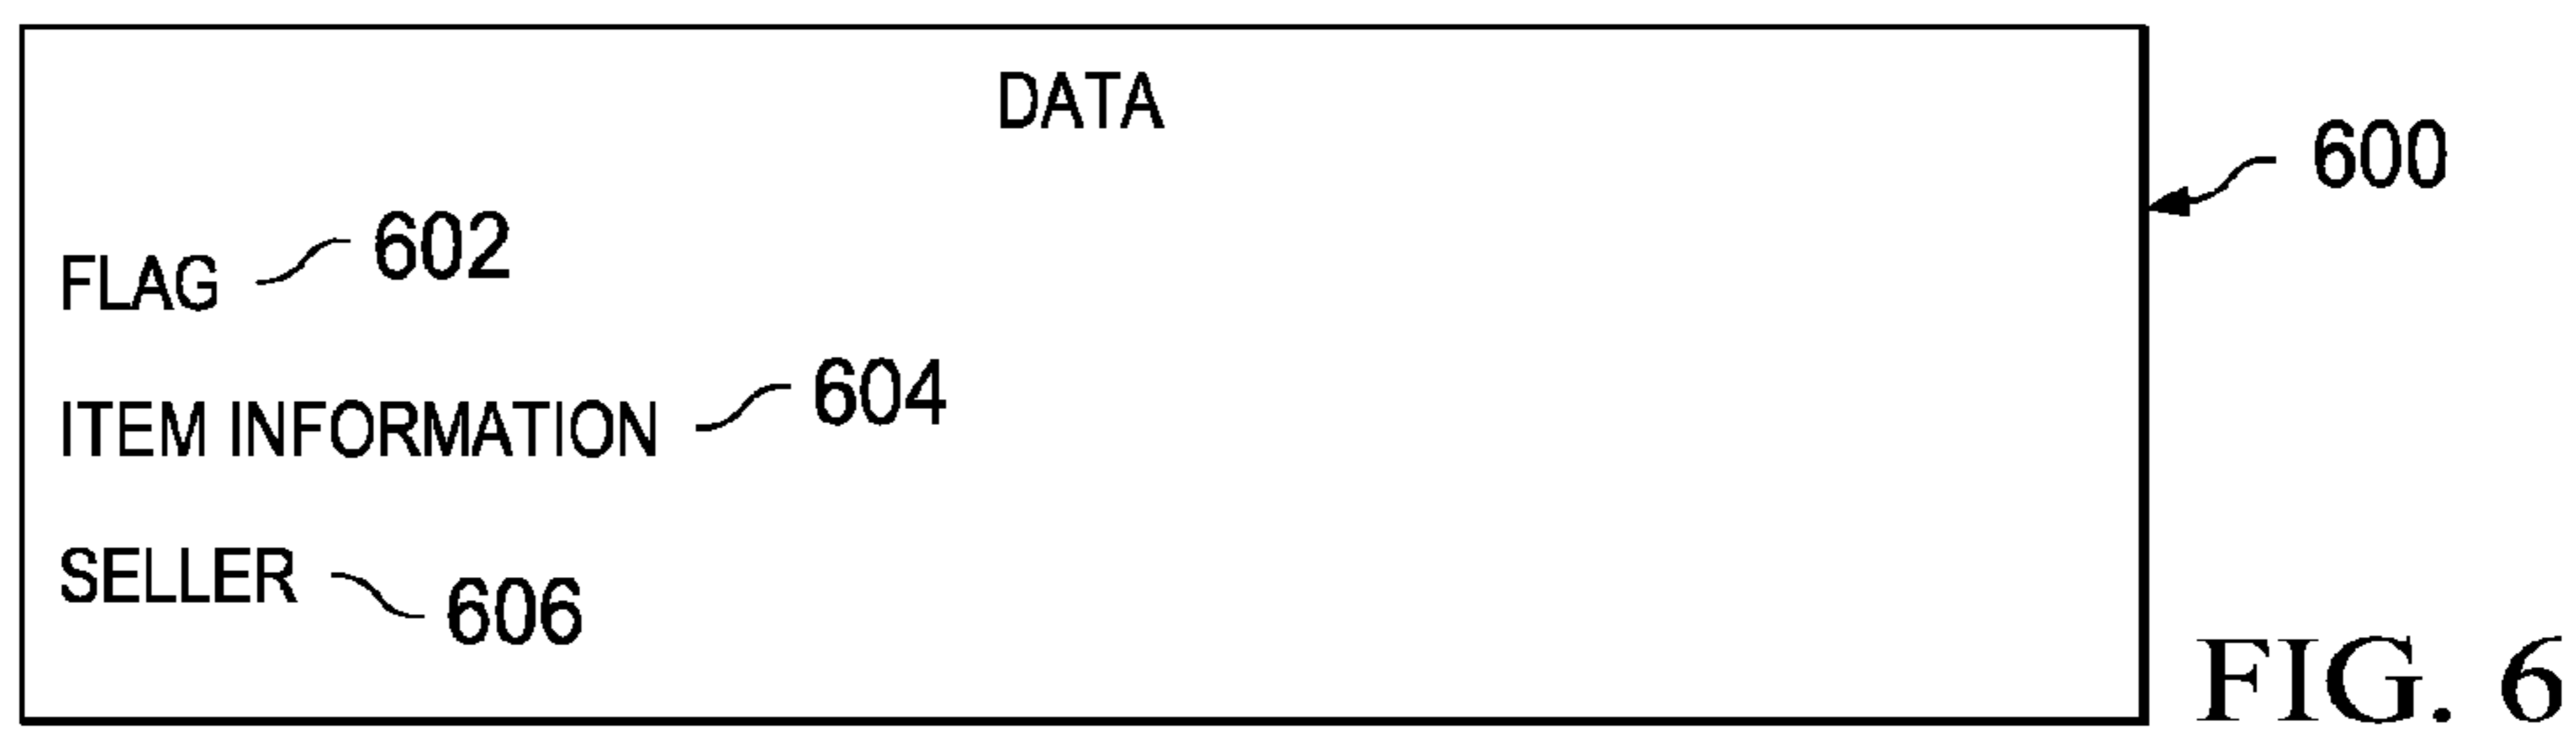 DATA
600
FLAG 602
ITEM INFORMATION 604
SELLER 606
FIG. 6